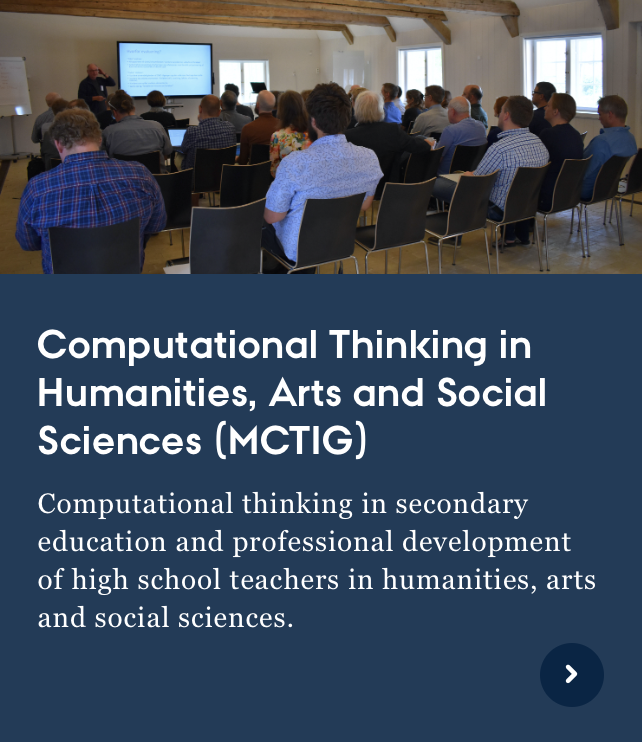 Computational Thinking in
Humanities, Arts and Social
Sciences (MCTIG)
Computational thinking in secondary
education and professional development
of high school teachers in humanities, arts
and social sciences.